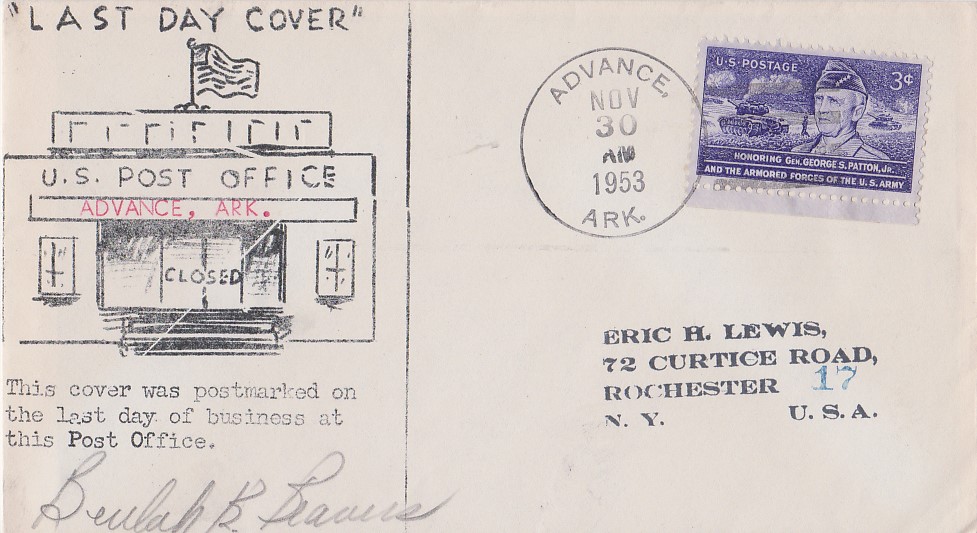 "LAST DAY COVER"
U.S. POST OFFICE
ADVANCE, ARK.
CLOSED
This cover was postmarked on
the last day of business at
this Post Office.
Beulah B. Beavers
ADVANCE,
NOV
30
AM
1953
ARK.
U.S. POSTAGE
3¢
HONORING GEN. GEORGE S. PATTON, JR.
AND THE ARMORED FORCES OF THE U.S. ARMY
ERIC H. LEWIS,
72 CURTICE ROAD,
ROCHESTER 17
N. Y. U. S. A.